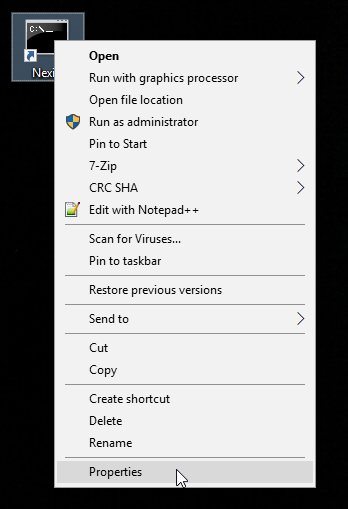 C:\
Open
Run with graphics processor
Open file location
Run as administrator
Pin to Start
7-Zip
CRC SHA
Edit with Notepad++
Scan for Viruses...
Pin to taskbar
Restore previous versions
Send to
Cut
Copy
Create shortcut
Delete
Rename
Properties